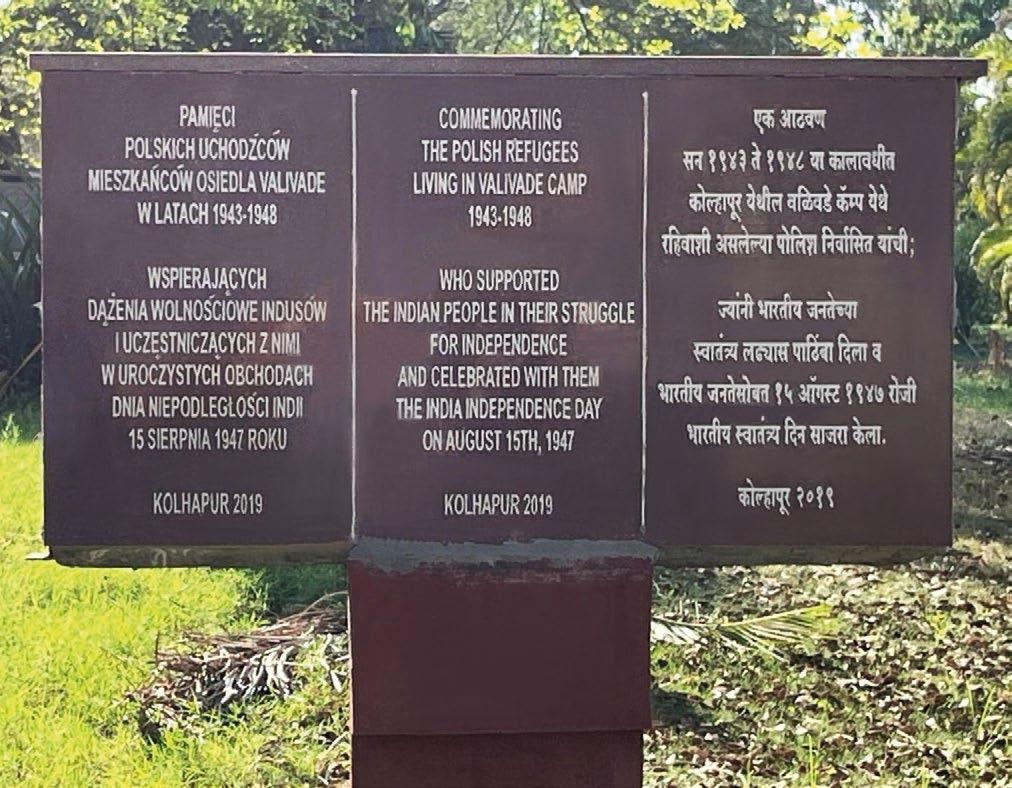 PAMIĘCI
POLSKICH UCHODŹCÓW
MIESZKAŃCÓW OSIEDLA VALIVADE
W LATACH 1943-1948
WSPIERAJĄCYCH
DĄŻENIA WOLNOŚCIOWE INDUSÓW
I UCZĘSTNICZĄCYCH Z NIMI
W UROCZYSTYCH OBCHODACH
DNIA NIEPODLEGŁOŚCI INDII
15 SIERPNIA 1947 ROKU
KOLHAPUR 2019
COMMEMORATING
THE POLISH REFUGEES
LIVING IN VALIVADE CAMP
1943-1948
WHO SUPPORTED
THE INDIAN PEOPLE IN THEIR STRUGGLE
FOR INDEPENDENCE
AND CELEBRATED WITH THEM
THE INDIA INDEPENDENCE DAY
ON AUGUST 15TH, 1947
KOLHAPUR 2019
एक आठवण
सन १९४३ ते १९४८ या कालावधीत
कोल्हापूर येथील वळिवडे कॅम्प येथे
रहिवाशी असलेल्या पोलिश निर्वासित यांची;
ज्यांनी भारतीय जनतेच्या
स्वातंत्र्य लढ्यास पाठिंबा दिला व
भारतीय जनतेसोबत १५ ऑगस्ट १९४७ रोजी
भारतीय स्वातंत्र्य दिन साजरा केला.
कोल्हापूर २०१९